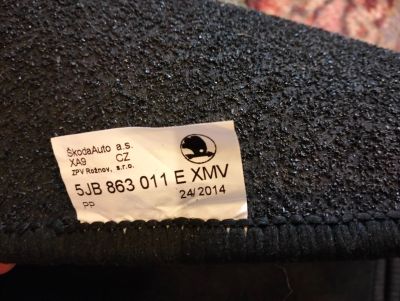 ŠkodaAuto a.s.
XA9 CZ
ZPV Rožnov, s.r.o.
5JB 863 011 E XMV
PP 24/2014